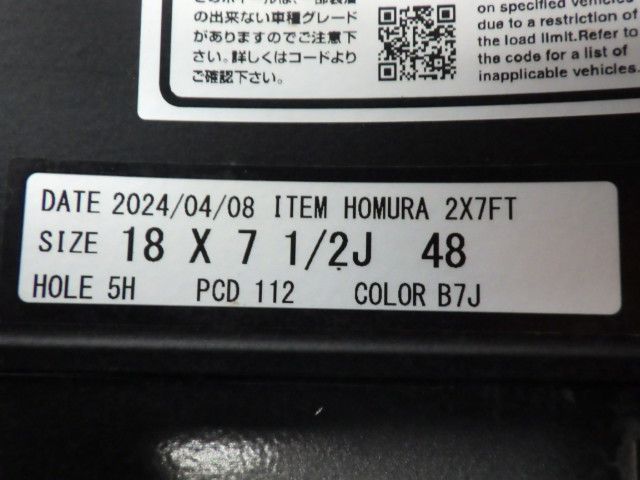 の出来ない車種グレード
がありますのでご注意下
さい。詳しくはコードより
ご確認下さい。
on specified vehicles
due to a restriction of
the load limit.Refer to
the code for a list of
inapplicable vehicles.
DATE 2024/04/08 ITEM HOMURA 2X7FT
SIZE 18 X 7 1/2J 48
HOLE 5H PCD 112 COLOR B7J